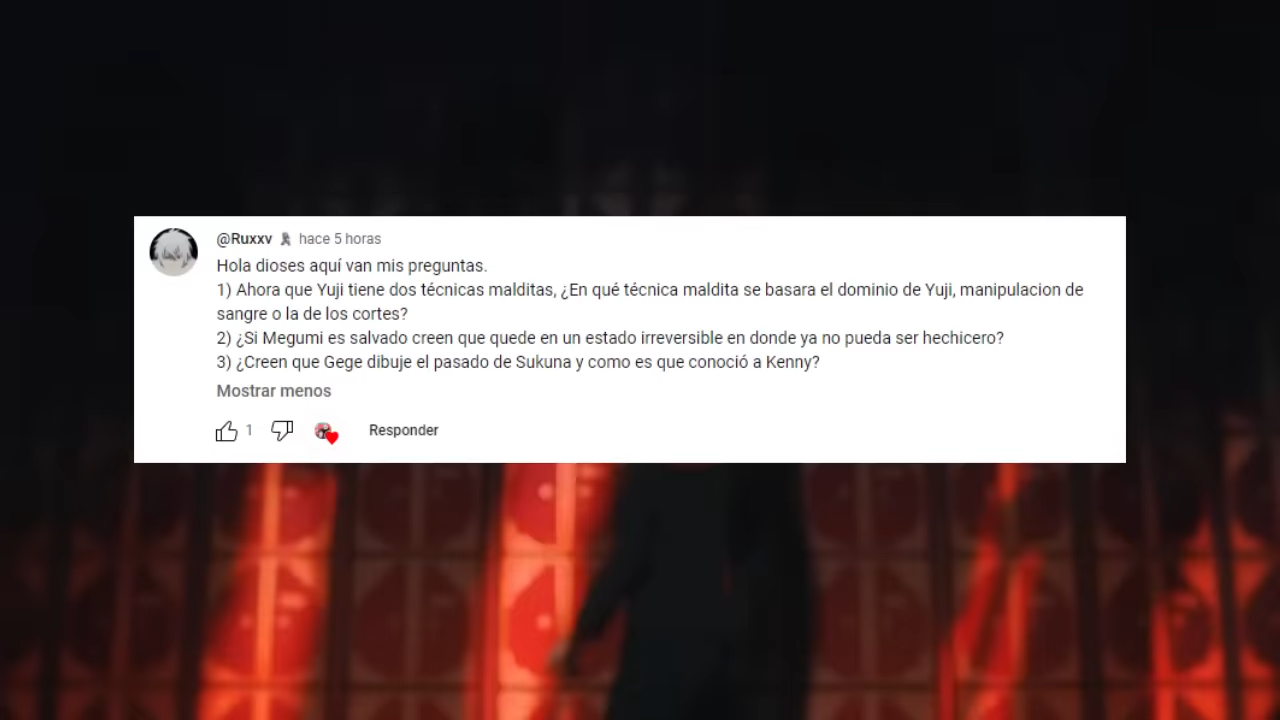 @Ruxxv hace 5 horas
Hola dioses aquí van mis preguntas.
1) Ahora que Yuji tiene dos técnicas malditas, ¿En qué técnica maldita se basara el dominio de Yuji, manipulacion de
sangre o la de los cortes?
2) ¿Si Megumi es salvado creen que quede en un estado irreversible en donde ya no pueda ser hechicero?
3) ¿Creen que Gege dibuje el pasado de Sukuna y como es que conoció a Kenny?
Mostrar menos
1 Responder